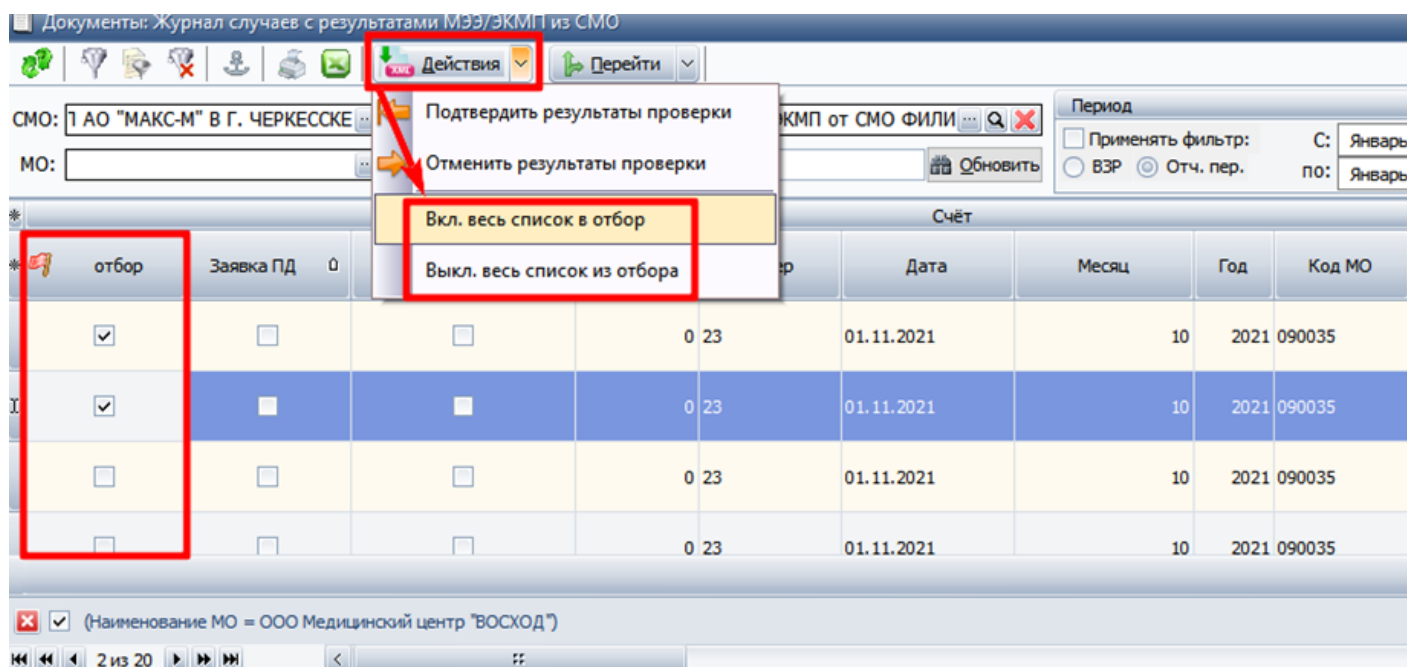 Документы: Журнал случаев с результатами МЭЭ/ЭКМП из СМО
XML Действия Перейти
СМО: АО "МАКС-М" В Г. ЧЕРКЕССКЕ ... ЭКМП от СМО ФИЛИ ...
МО: ... Обновить
Период
Применять фильтр: С: Январь
ВЗР Отч. пер. по: Январь
Подтвердить результаты проверки
Отменить результаты проверки
Вкл. весь список в отбор
Выкл. весь список из отбора
Счёт
отбор Заявка ПД Дата Месяц Год Код МО
0 23 01.11.2021 10 2021 090035
0 23 01.11.2021 10 2021 090035
0 23 01.11.2021 10 2021 090035
0 23 01.11.2021 10 2021 090035
(Наименование МО = ООО Медицинский центр "ВОСХОД")
2 из 20